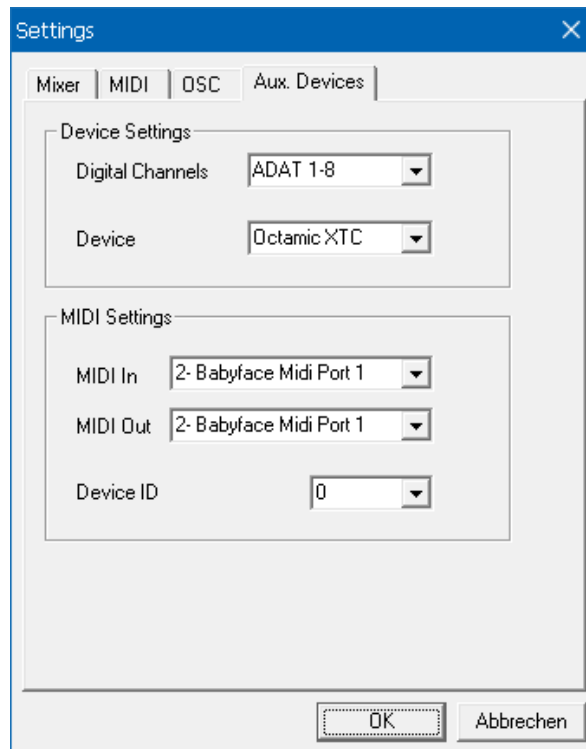 Settings
Mixer MIDI OSC Aux. Devices
Device Settings
Digital Channels ADAT 1-8
Device Octamic XTC
MIDI Settings
MIDI In 2- Babyface Midi Port 1
MIDI Out 2- Babyface Midi Port 1
Device ID 0
OK Abbrechen